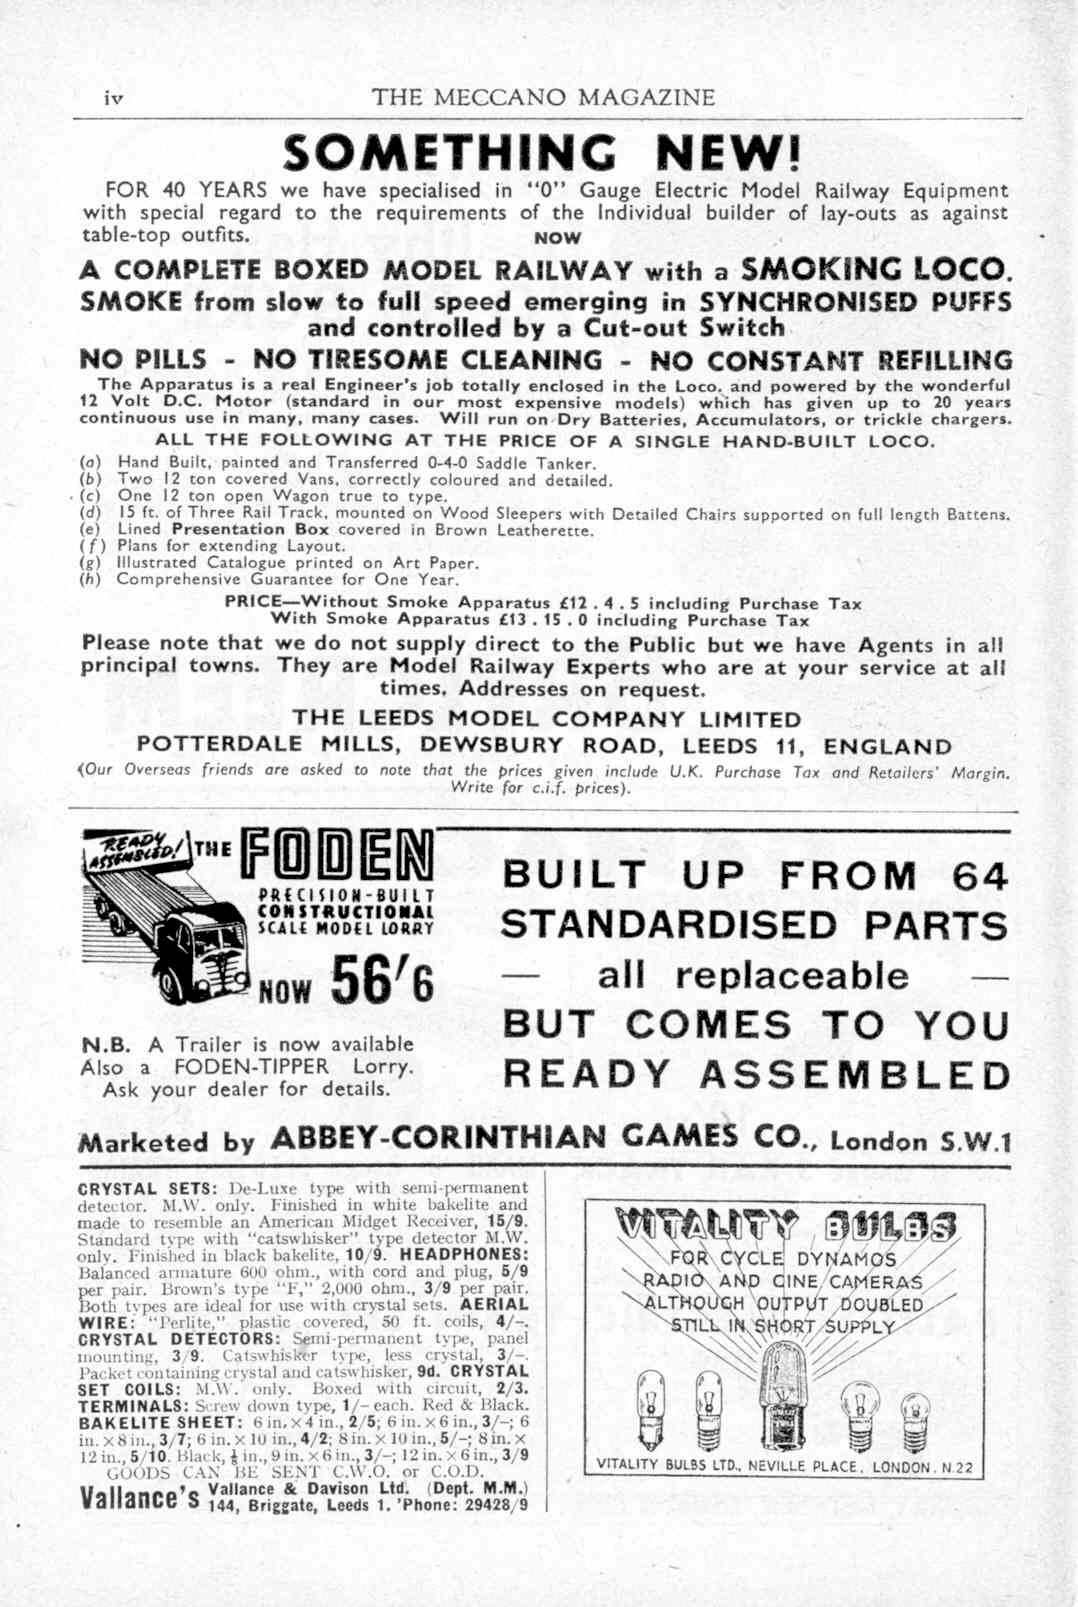 iv
THE MECCANO MAGAZINE
SOMETHING NEW!
FOR 40 YEARS we have specialised in "0" Gauge Electric Model Railway Equipment
with special regard to the requirements of the Individual builder of lay-outs as against
table-top outfits.
NOW
A COMPLETE BOXED MODEL RAILWAY with a SMOKING LOCO.
SMOKE from slow to full speed emerging in SYNCHRONISED PUFFS
and controlled by a Cut-out Switch
NO PILLS - NO TIRESOME CLEANING - NO CONSTANT REFILLING
The Apparatus is a real Engineer's job totally enclosed in the Loco. and powered by the wonderful
12 Volt D.C. Motor (standard in our most expensive models) which has given up to 20 years
continuous use in many, many cases. Will run on Dry Batteries, Accumulators, or trickle chargers.
ALL THE FOLLOWING AT THE PRICE OF A SINGLE HAND-BUILT LOCO.
(a) Hand Built, painted and Transferred 0-4-0 Saddle Tanker.
(b) Two 12 ton covered Vans, correctly coloured and detailed.
(c) One 12 ton open Wagon true to type.
(d) 15 ft. of Three Rail Track, mounted on Wood Sleepers with Detailed Chairs supported on full length Battens.
(e) Lined Presentation Box covered in Brown Leatherette.
(f) Plans for extending Layout.
(g) Illustrated Catalogue printed on Art Paper.
(h) Comprehensive Guarantee for One Year.
PRICE—Without Smoke Apparatus £12 . 4 . 5 including Purchase Tax
With Smoke Apparatus £13 . 15 . 0 including Purchase Tax
Please note that we do not supply direct to the Public but we have Agents in all
principal towns. They are Model Railway Experts who are at your service at all
times. Addresses on request.
THE LEEDS MODEL COMPANY LIMITED
POTTERDALE MILLS, DEWSBURY ROAD, LEEDS 11, ENGLAND
(Our Overseas friends are asked to note that the prices given include U.K. Purchase Tax and Retailers' Margin.
Write for c.i.f. prices).
READY ASSEMBLED!
THE FODEN
PRECISION-BUILT
CONSTRUCTIONAL
SCALE MODEL LORRY
NOW 56'6
N.B. A Trailer is now available
Also a FODEN-TIPPER Lorry.
Ask your dealer for details.
BUILT UP FROM 64
STANDARDISED PARTS
— all replaceable —
BUT COMES TO YOU
READY ASSEMBLED
Marketed by ABBEY-CORINTHIAN GAMES CO., London S.W.1
CRYSTAL SETS: De-Luxe type with semi-permanent
detector. M.W. only. Finished in white bakelite and
made to resemble an American Midget Receiver, 15/9.
Standard type with "catswhisker" type detector M.W.
only. Finished in black bakelite, 10/9. HEADPHONES:
Balanced armature 600 ohm., with cord and plug, 5/9
per pair. Brown's type "F," 2,000 ohm., 3/9 per pair.
Both types are ideal for use with crystal sets. AERIAL
WIRE: "Perlite," plastic covered, 50 ft. coils, 4/-.
CRYSTAL DETECTORS: Semi-permanent type, panel
mounting, 3/9. Catswhisker type, less crystal, 3/-.
Packet containing crystal and catswhisker, 9d. CRYSTAL
SET COILS: M.W. only. Boxed with circuit, 2/3.
TERMINALS: Screw down type, 1/- each. Red & Black.
BAKELITE SHEET: 6 in. × 4 in., 2/5; 6 in. × 6 in., 3/-; 6
in. × 8 in., 3/7; 6 in. × 10 in., 4/2; 8 in. × 10 in., 5/-; 8 in. ×
12 in., 5/10. Black, ⅛ in., 9 in. × 6 in., 3/-; 12 in. × 6 in., 3/9
GOODS CAN BE SENT C.W.O. or C.O.D.
Vallance's Vallance & Davison Ltd. (Dept. M.M.)
144, Briggate, Leeds 1. 'Phone: 29428/9
VITALITY BULBS
FOR CYCLE DYNAMOS
RADIO AND CINE CAMERAS
ALTHOUGH OUTPUT DOUBLED
STILL IN SHORT SUPPLY
VITALITY BULBS LTD., NEVILLE PLACE, LONDON. N.22